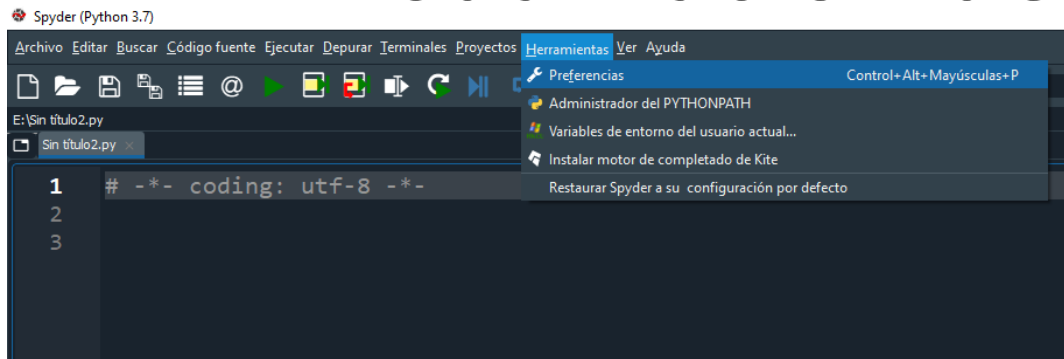 Spyder (Python 3.7)
Archivo Editar Buscar Código fuente Ejecutar Depurar Terminales Proyectos Herramientas Ver Ayuda
Preferencias Control+Alt+Mayúsculas+P
Administrador del PYTHONPATH
E:\Sin título2.py
Variables de entorno del usuario actual...
Sin título2.py
Instalar motor de completado de Kite
Restaurar Spyder a su configuración por defecto
1 # -*- coding: utf-8 -*-
2
3